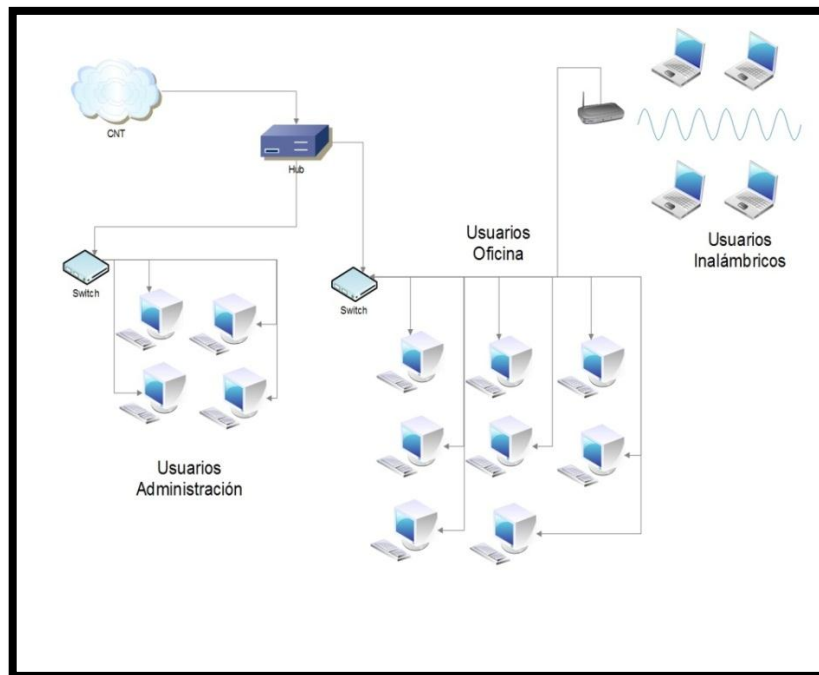 CNT
Hub
Switch
Usuarios
Administración
Usuarios
Oficina
Switch
Usuarios
Inalámbricos